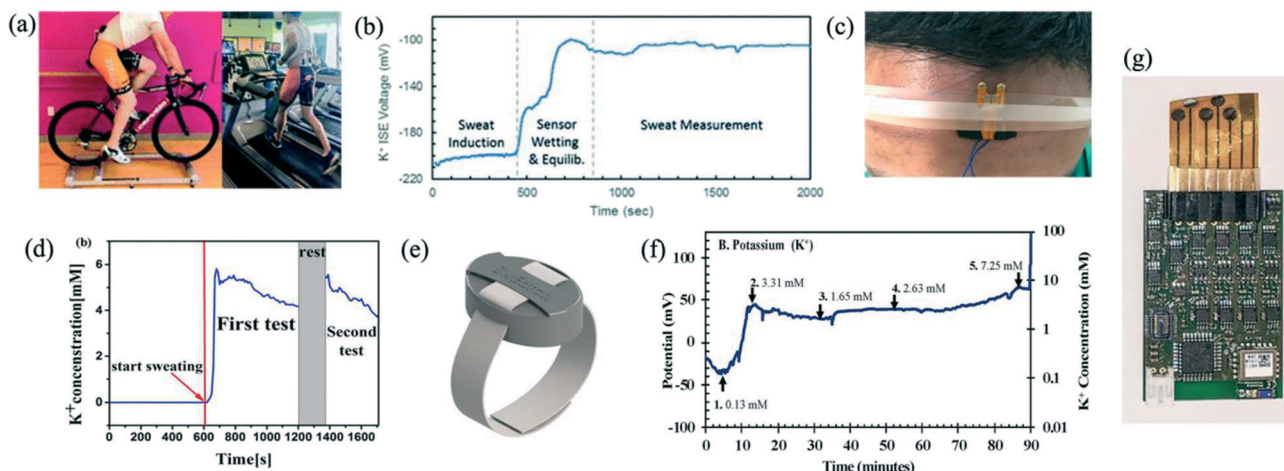 (a)
(b)
K⁺ ISE Voltage (mV)
-100
-140
-180
-220
Sweat
Induction
Sensor
Wetting
& Equilib.
Sweat Measurement
0
500
1000
1500
2000
Time (sec)
(c)
(g)
(d)
(b)
K⁺concenstration[mM]
6
4
2
0
rest
First test
Second
test
start sweating
0
200
400
600
800
1000
1200
1400
1600
Time[s]
(e)
(f)
B. Potassium (K⁺)
Potential (mV)
100
50
0
-50
-100
1. 0.13 mM
2. 3.31 mM
3. 1.65 mM
4. 2.63 mM
5. 7.25 mM
K⁺ Concentration (mM)
100
10
1
0.1
0.01
0
10
20
30
40
50
60
70
80
90
Time (minutes)